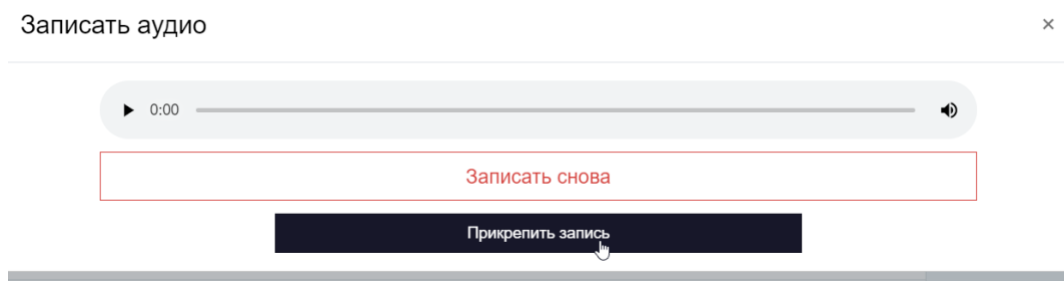 Записать аудио
0:00
Записать снова
Прикрепить запись